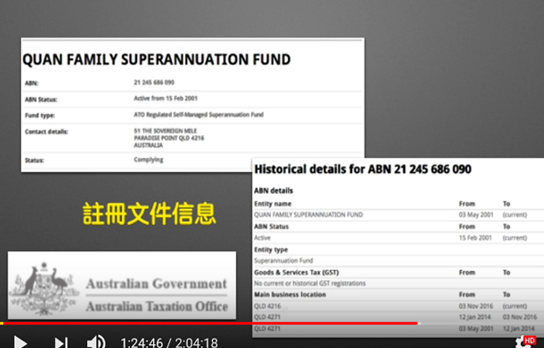 QUAN FAMILY SUPERANNUATION FUND
ABN: 21 245 686 090
ABN Status: Active from 15 Feb 2001
Fund type: ATO Regulated Self-Managed Superannuation Fund
Contact details: 51 THE SOVEREIGN MILE
PARADISE POINT QLD 4216
AUSTRALIA
Status: Complying
註冊文件信息
Australian Government
Australian Taxation Office
Historical details for ABN 21 245 686 090
ABN details
Entity name From To
QUAN FAMILY SUPERANNUATION FUND 03 May 2001 (current)
ABN Status From To
Active 15 Feb 2001 (current)
Entity type
Superannuation Fund
Goods & Services Tax (GST) From To
No current or historical GST registrations
Main business location From To
QLD 4216 03 Nov 2016 (current)
QLD 4271 12 Jan 2014 03 Nov 2016
QLD 4271 03 May 2001 12 Jan 2014
1:24:46 / 2:04:18
HD